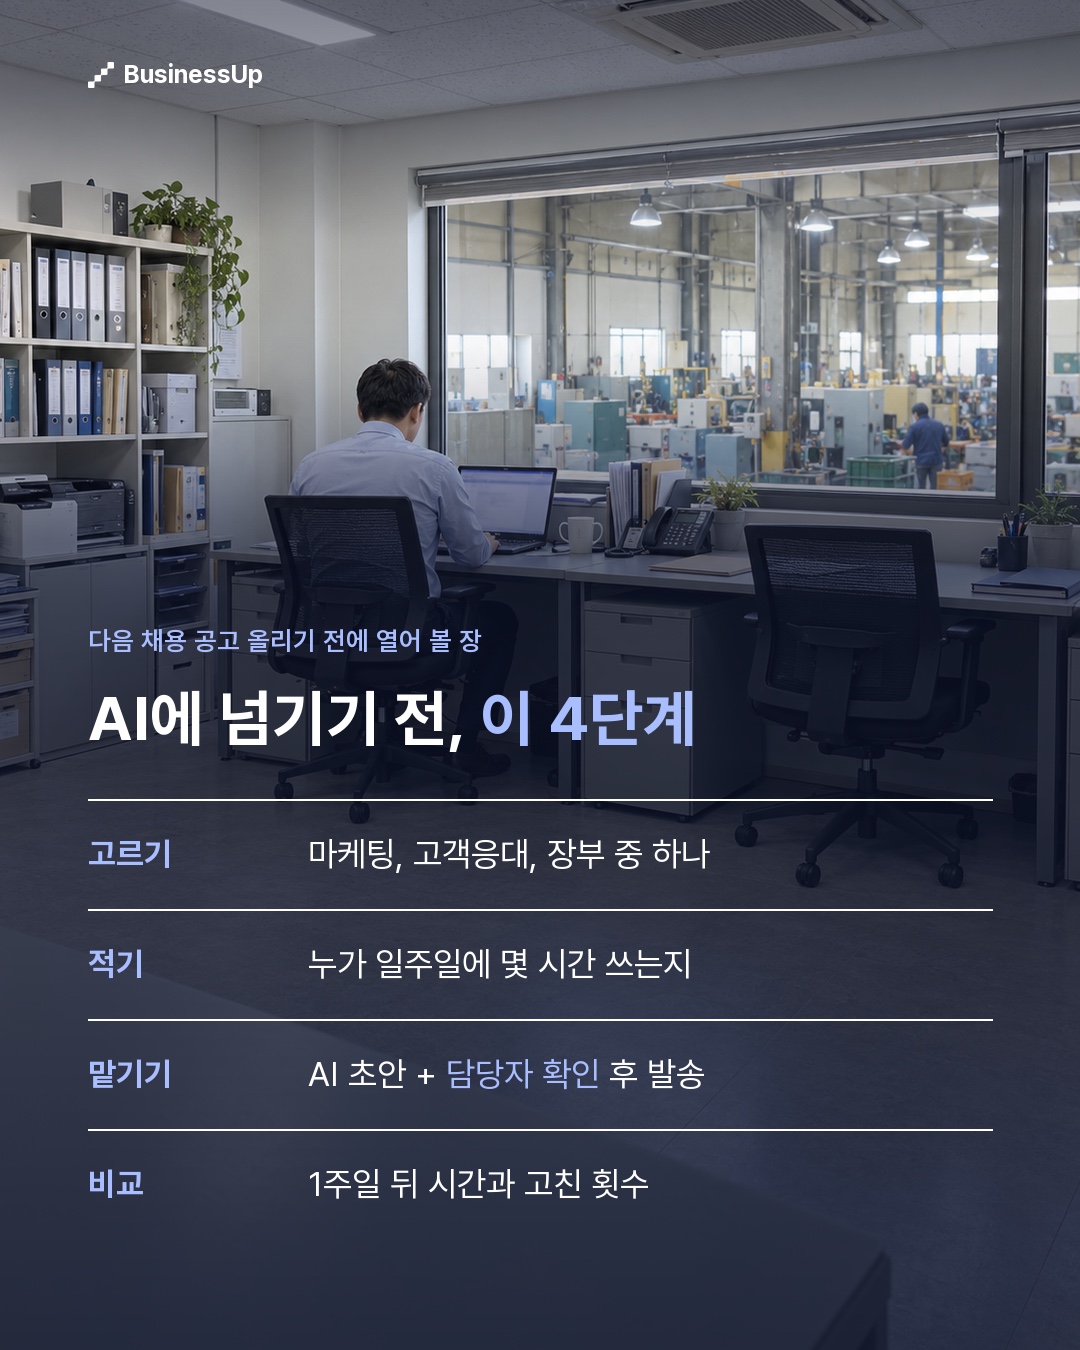 BusinessUp
다음 채용 공고 올리기 전에 열어 볼 장
AI에 넘기기 전, 이 4단계
고르기 마케팅, 고객응대, 장부 중 하나
적기 누가 일주일에 몇 시간 쓰는지
맡기기 AI 초안 + 담당자 확인 후 발송
비교 1주일 뒤 시간과 고친 횟수